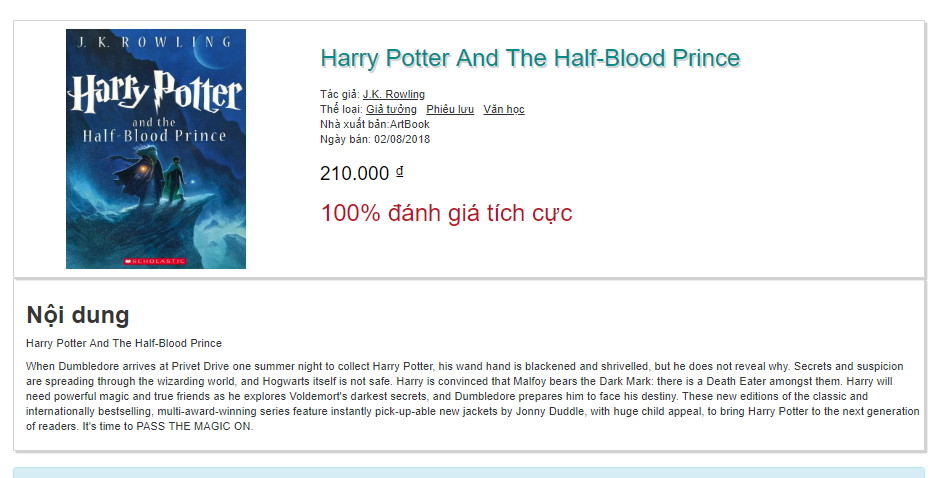 J. K. ROWLING
Harry Potter
and the
Half-Blood Prince
SCHOLASTIC
Harry Potter And The Half-Blood Prince
Tác giả: J.K. Rowling
Thể loại: Giả tưởng Phiêu lưu Văn học
Nhà xuất bản:ArtBook
Ngày bán: 02/08/2018
210.000 ₫
100% đánh giá tích cực
Nội dung
Harry Potter And The Half-Blood Prince
When Dumbledore arrives at Privet Drive one summer night to collect Harry Potter, his wand hand is blackened and shrivelled, but he does not reveal why. Secrets and suspicion
are spreading through the wizarding world, and Hogwarts itself is not safe. Harry is convinced that Malfoy bears the Dark Mark: there is a Death Eater amongst them. Harry will
need powerful magic and true friends as he explores Voldemort's darkest secrets, and Dumbledore prepares him to face his destiny. These new editions of the classic and
internationally bestselling, multi-award-winning series feature instantly pick-up-able new jackets by Jonny Duddle, with huge child appeal, to bring Harry Potter to the next generation
of readers. It's time to PASS THE MAGIC ON.